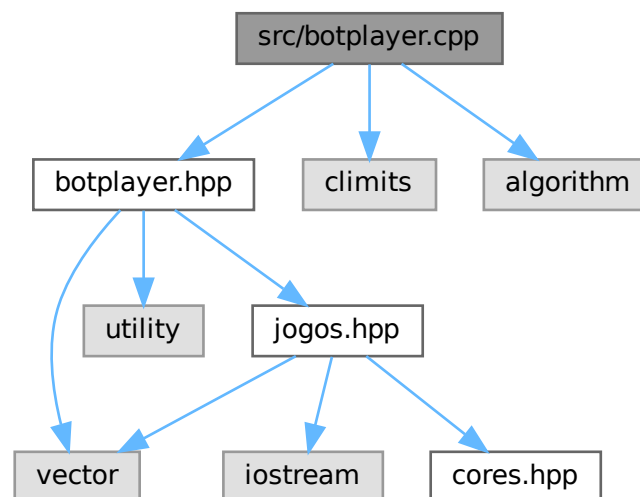 src/botplayer.cpp
botplayer.hpp
climits
algorithm
utility
jogos.hpp
vector
iostream
cores.hpp